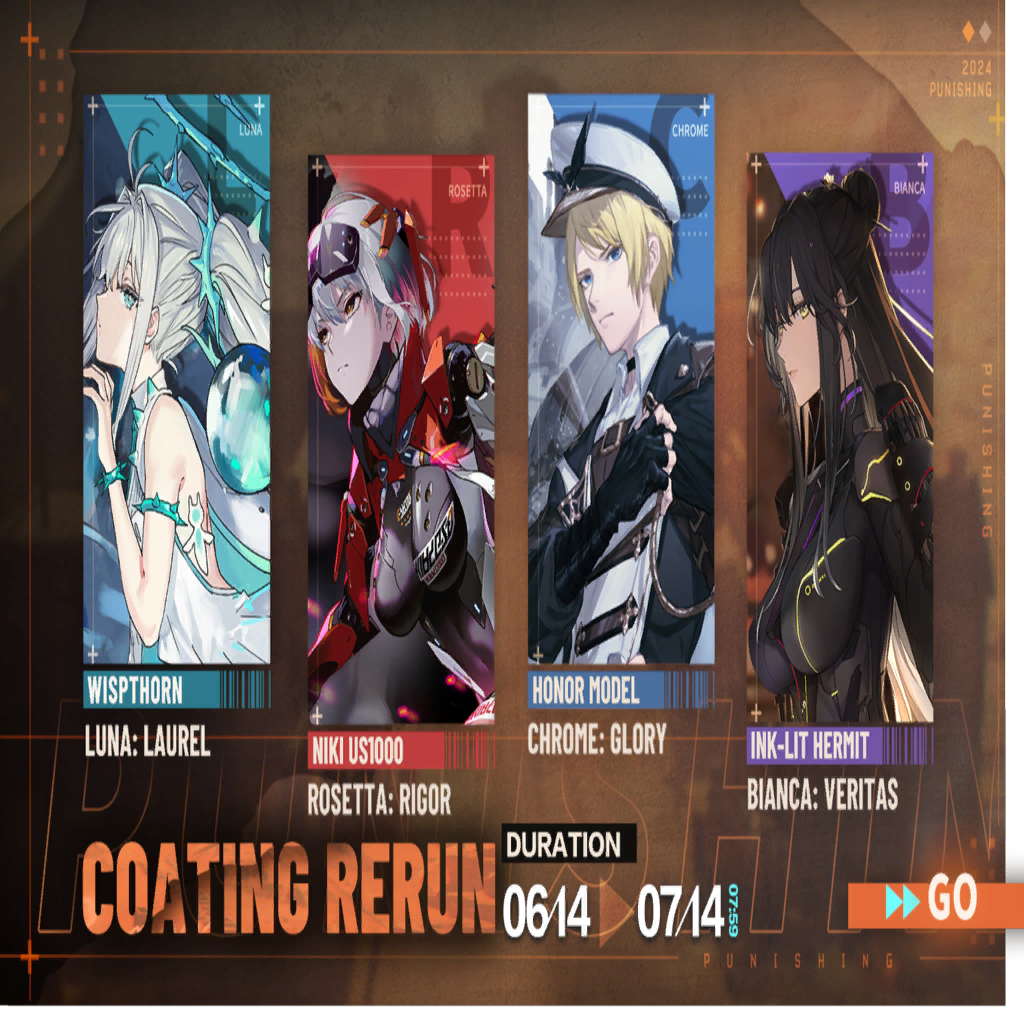 2024
PUNISHING
LUNA
ROSETTA
CHROME
BIANCA
PUNISHING
WISPTHORN
LUNA: LAUREL
NIKI US1000
ROSETTA: RIGOR
HONOR MODEL
CHROME: GLORY
INK-LIT HERMIT
BIANCA: VERITAS
COATING RERUN
DURATION
06/14
07/14
07:59
GO
PUNISHING